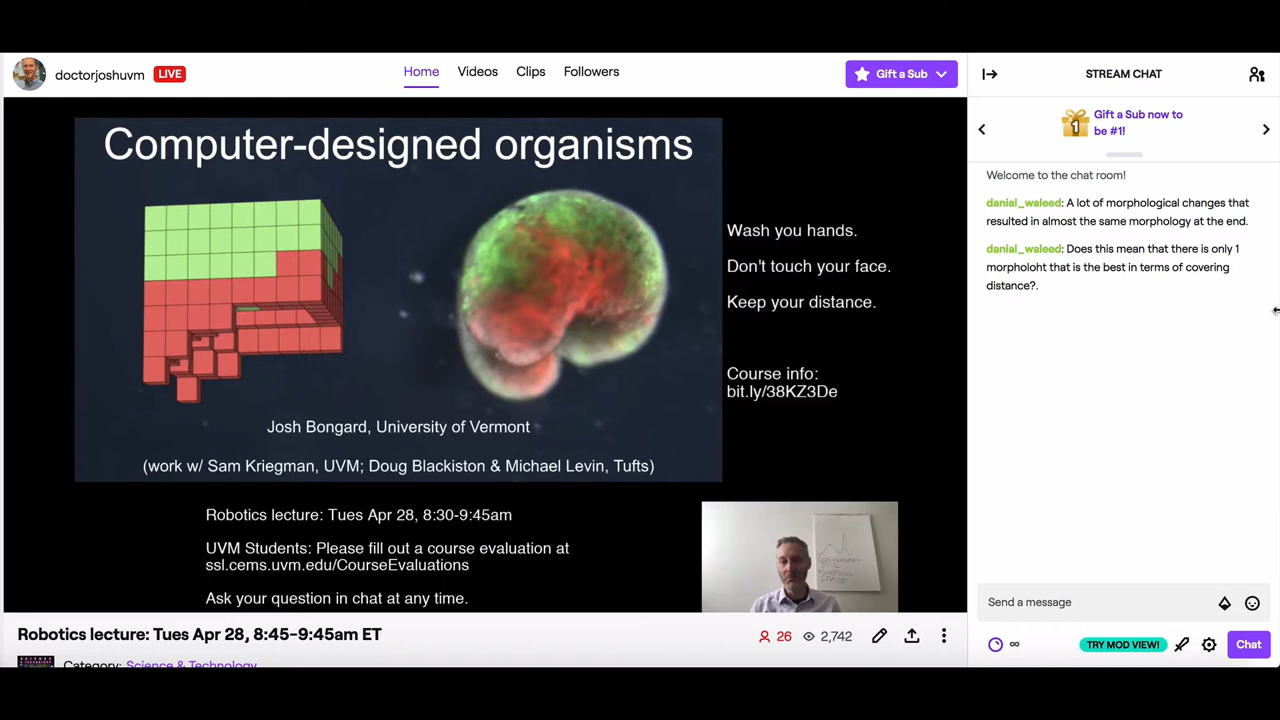 doctorjoshuvm LIVE
Home Videos Clips Followers
Gift a Sub
Computer-designed organisms
Josh Bongard, University of Vermont
(work w/ Sam Kriegman, UVM; Doug Blackiston & Michael Levin, Tufts)
Wash you hands.
Don't touch your face.
Keep your distance.
Course info:
bit.ly/38KZ3De
Robotics lecture: Tues Apr 28, 8:30-9:45am
UVM Students: Please fill out a course evaluation at
ssl.cems.uvm.edu/CourseEvaluations
Ask your question in chat at any time.
Robotics lecture: Tues Apr 28, 8:45-9:45am ET
26 2,742
Category: Science & Technology
STREAM CHAT
1
Gift a Sub now to
be #1!
Welcome to the chat room!
danial_waleed: A lot of morphological changes that
resulted in almost the same morphology at the end.
danial_waleed: Does this mean that there is only 1
morpholoht that is the best in terms of covering
distance?.
Send a message
∞ TRY MOD VIEW! Chat